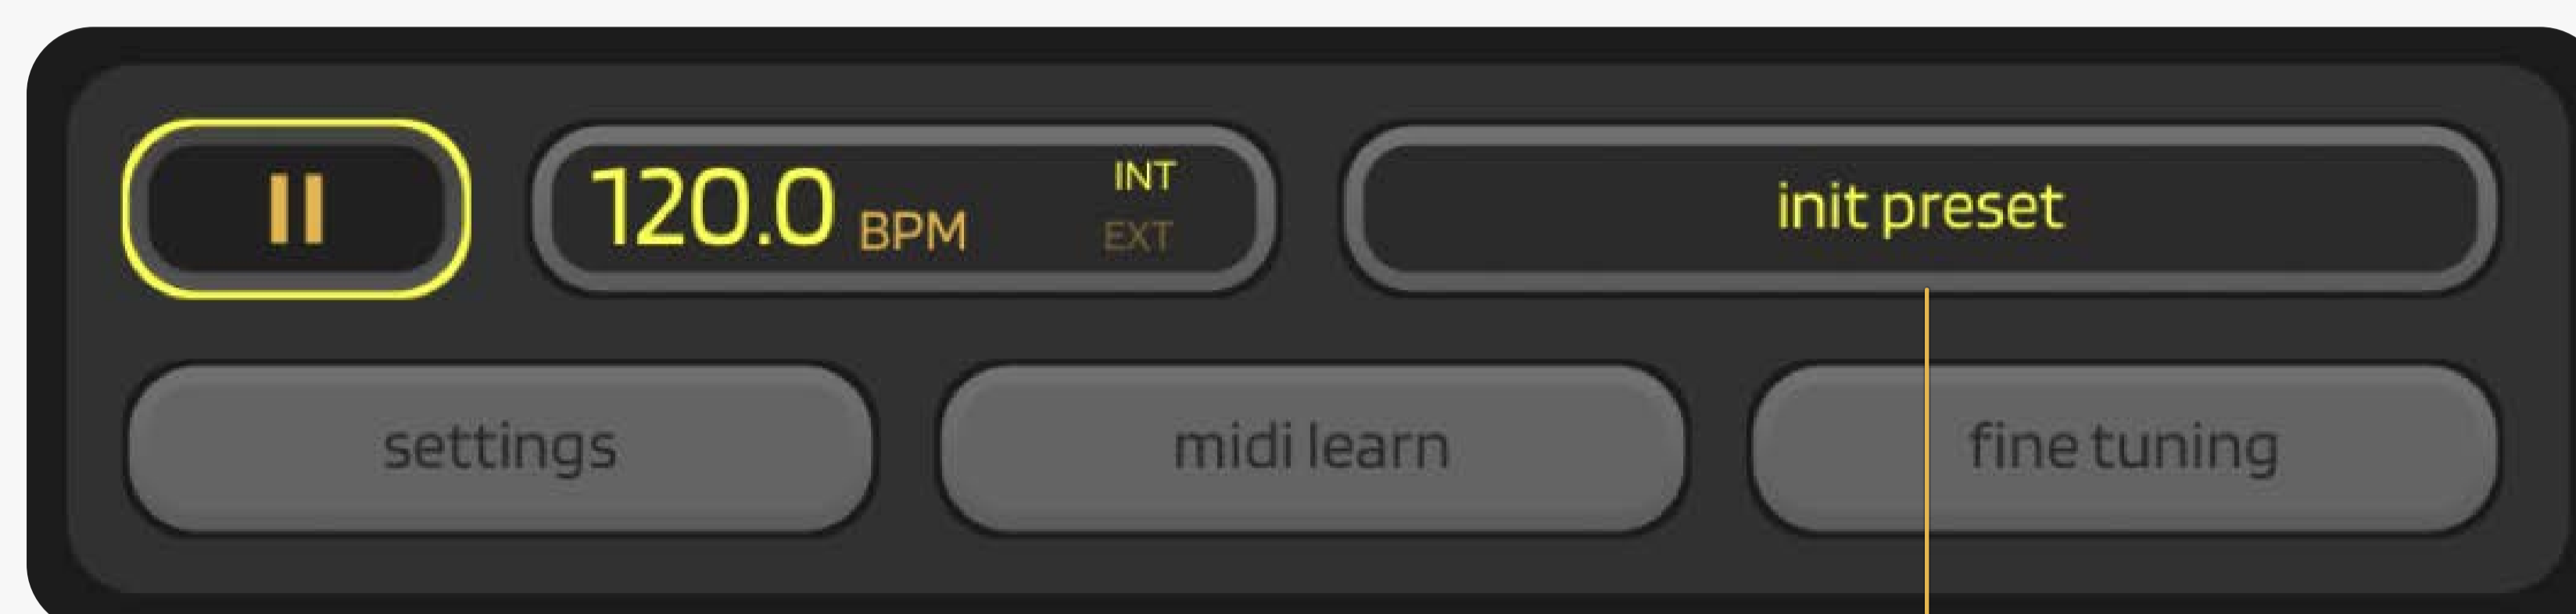 120.0 BPM INT
EXT
init preset
settings
midi learn
fine tuning